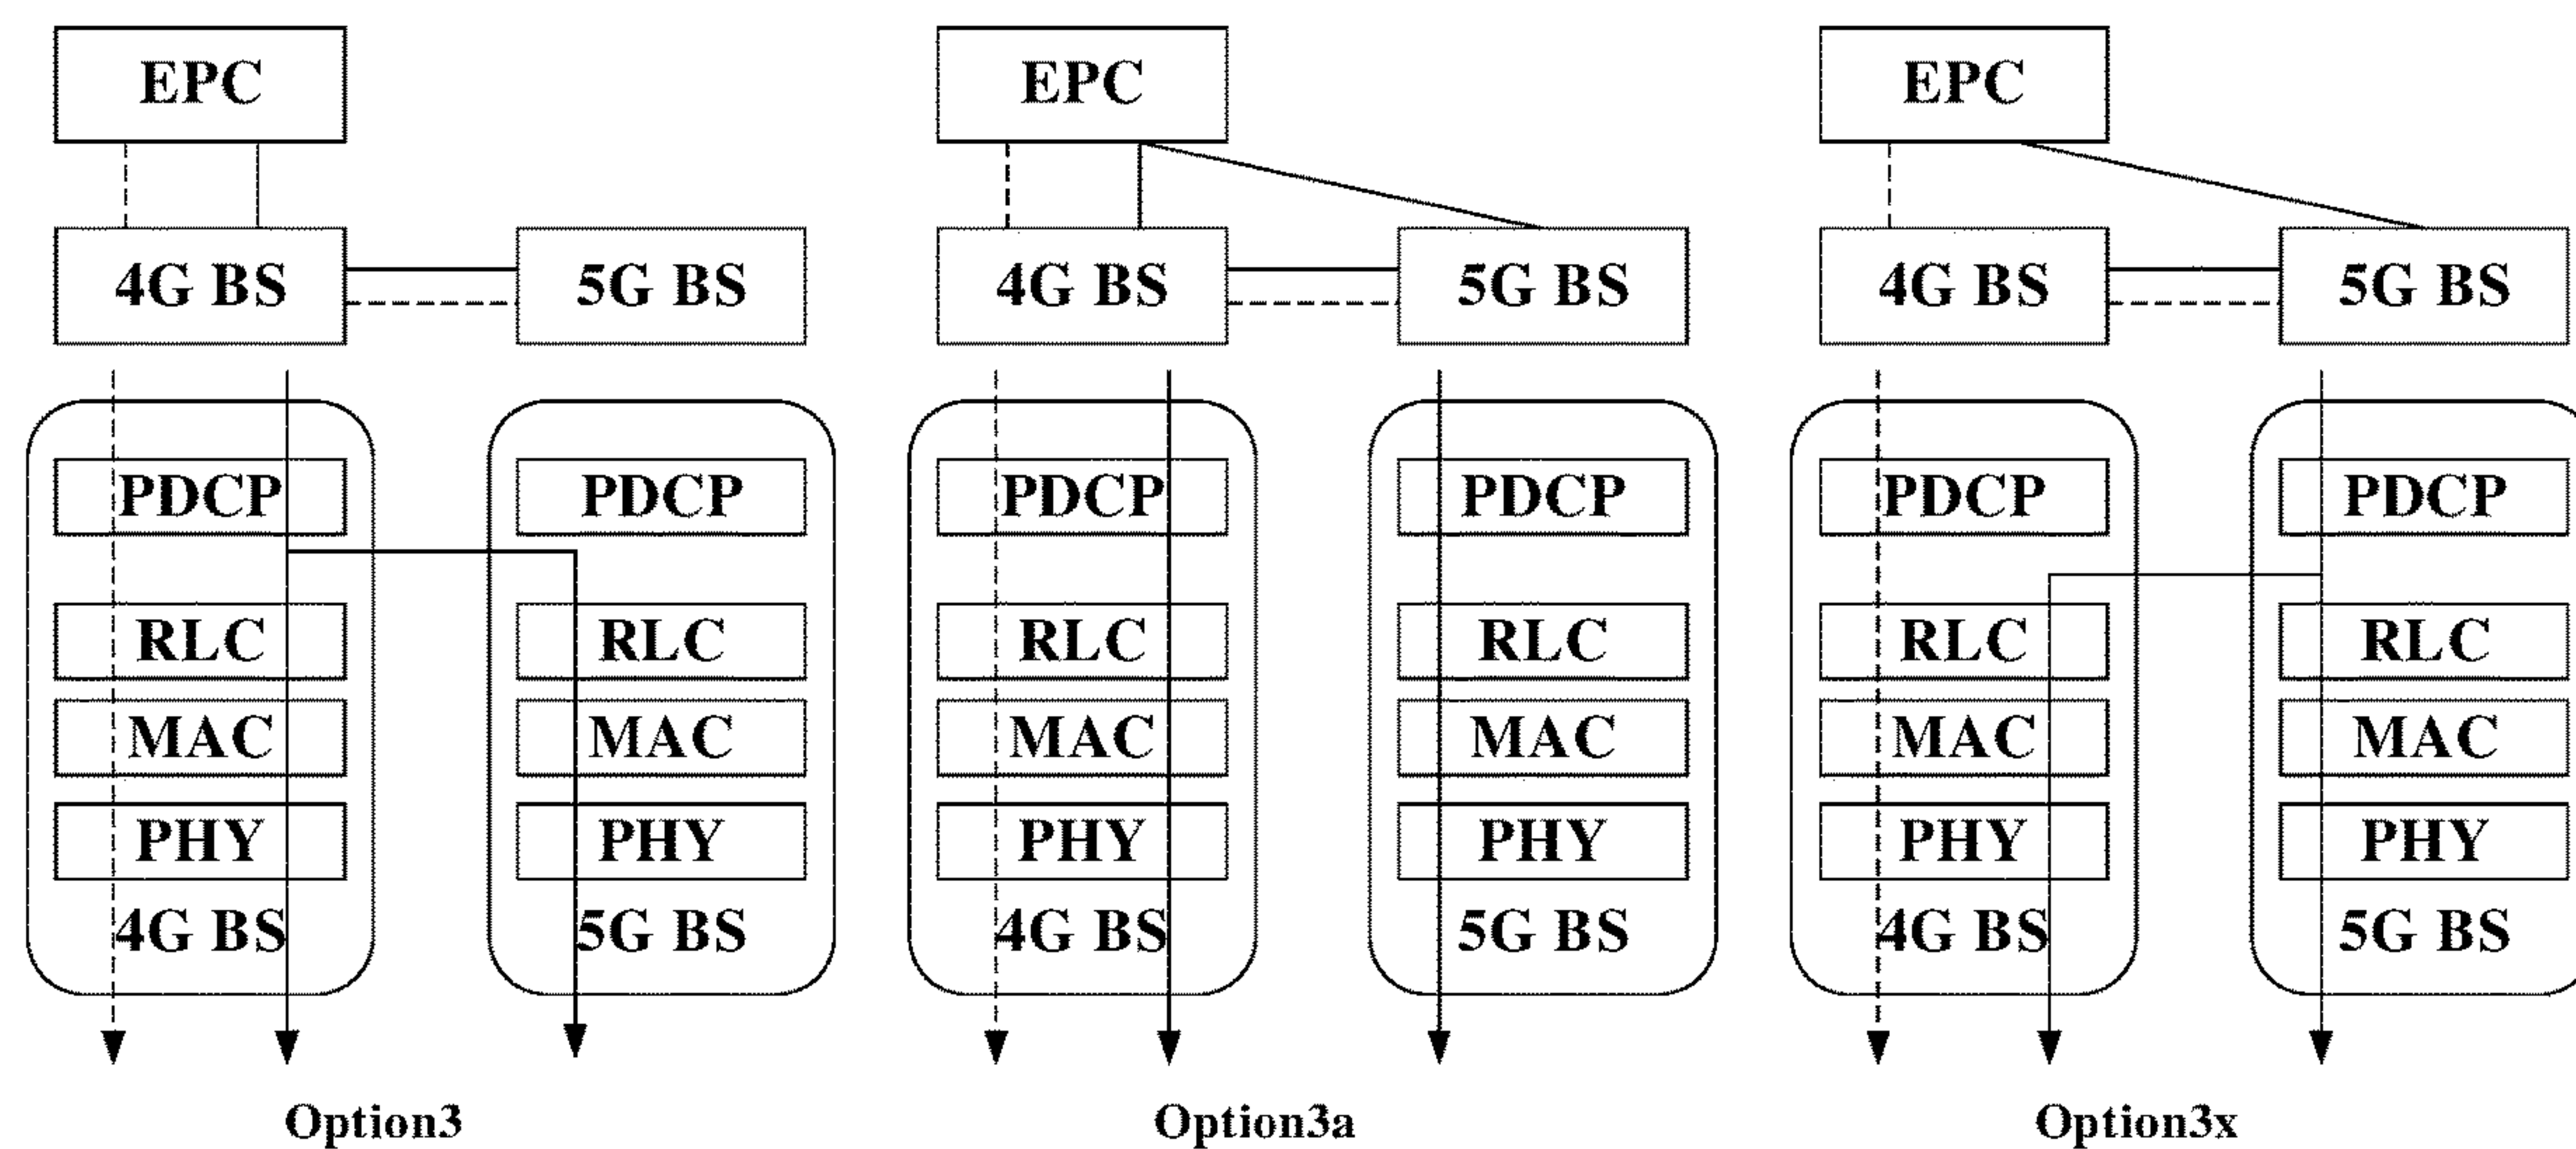 EPC
EPC
EPC
4G BS
5G BS
4G BS
5G BS
4G BS
5G BS
PDCP
PDCP
PDCP
PDCP
PDCP
PDCP
RLC
RLC
RLC
RLC
RLC
RLC
MAC
MAC
MAC
MAC
MAC
MAC
PHY
PHY
PHY
PHY
PHY
PHY
4G BS
5G BS
4G BS
5G BS
4G BS
5G BS
Option3
Option3a
Option3x